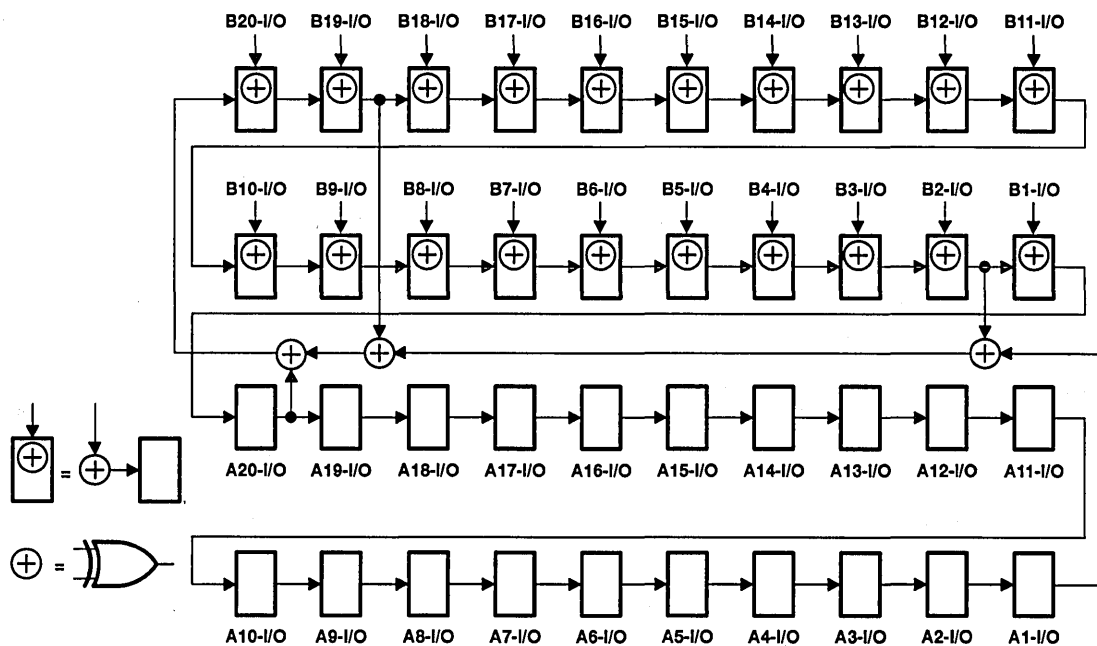 B20-I/O B19-I/O B18-I/O B17-I/O B16-I/O B15-I/O B14-I/O B13-I/O B12-I/O B11-I/O
B10-I/O B9-I/O B8-I/O B7-I/O B6-I/O B5-I/O B4-I/O B3-I/O B2-I/O B1-I/O
A20-I/O A19-I/O A18-I/O A17-I/O A16-I/O A15-I/O A14-I/O A13-I/O A12-I/O A11-I/O
=
=
A10-I/O A9-I/O A8-I/O A7-I/O A6-I/O A5-I/O A4-I/O A3-I/O A2-I/O A1-I/O